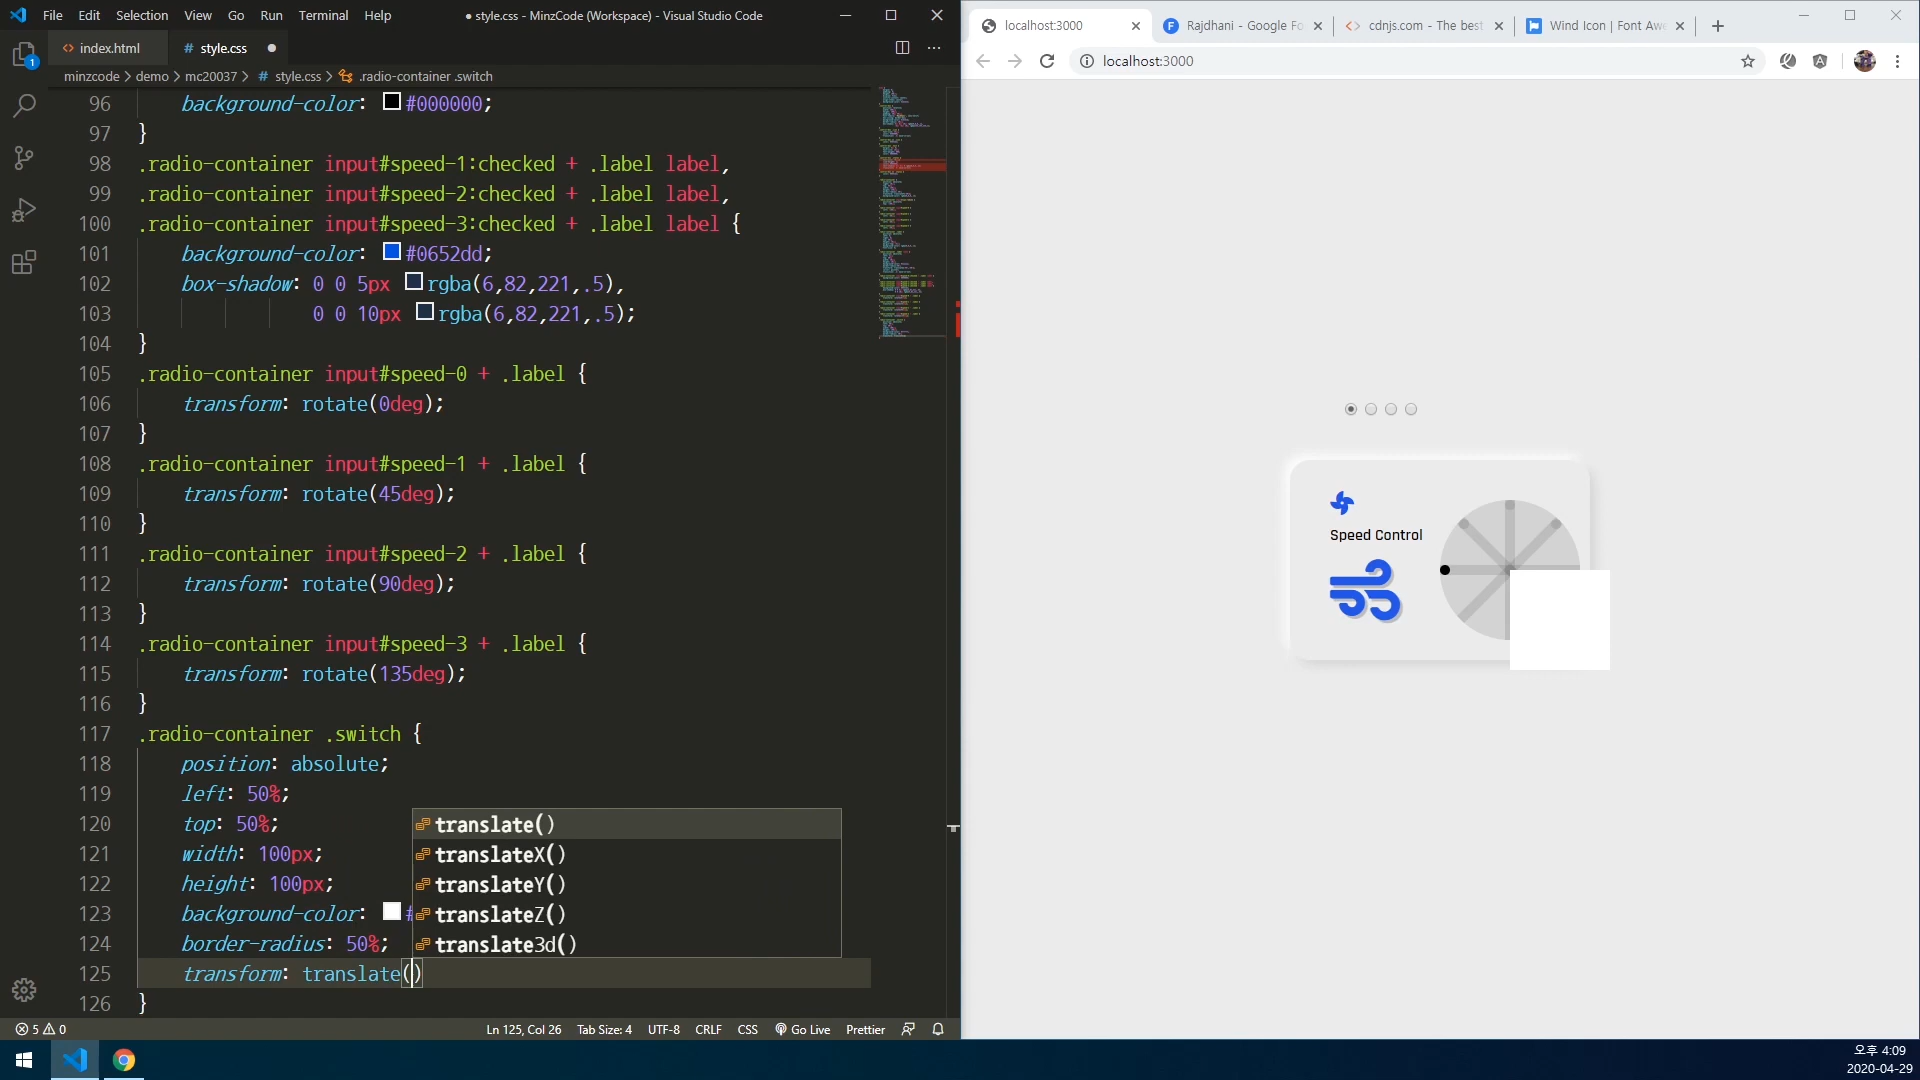 File Edit Selection View Go Run Terminal Help
● style.css - MinzCode (Workspace) - Visual Studio Code
<> index.html
# style.css ●
minzcode > demo > mc20037 > # style.css > .radio-container .switch
96 background-color: #000000;
97 }
98 .radio-container input#speed-1:checked + .label label,
99 .radio-container input#speed-2:checked + .label label,
100 .radio-container input#speed-3:checked + .label label {
101 background-color: #0652dd;
102 box-shadow: 0 0 5px rgba(6,82,221,.5),
103 0 0 10px rgba(6,82,221,.5);
104 }
105 .radio-container input#speed-0 + .label {
106 transform: rotate(0deg);
107 }
108 .radio-container input#speed-1 + .label {
109 transform: rotate(45deg);
110 }
111 .radio-container input#speed-2 + .label {
112 transform: rotate(90deg);
113 }
114 .radio-container input#speed-3 + .label {
115 transform: rotate(135deg);
116 }
117 .radio-container .switch {
118 position: absolute;
119 left: 50%;
120 top: 50%;
121 width: 100px;
122 height: 100px;
123 background-color: #
124 border-radius: 50%;
125 transform: translate()
126 }
translate()
translateX()
translateY()
translateZ()
translate3d()
5 0
Ln 125, Col 26 Tab Size: 4 UTF-8 CRLF CSS Go Live Prettier
1
localhost:3000
Rajdhani - Google Fo
cdnjs.com - The best
Wind Icon | Font Awe
localhost:3000
Speed Control
오후 4:09
2020-04-29